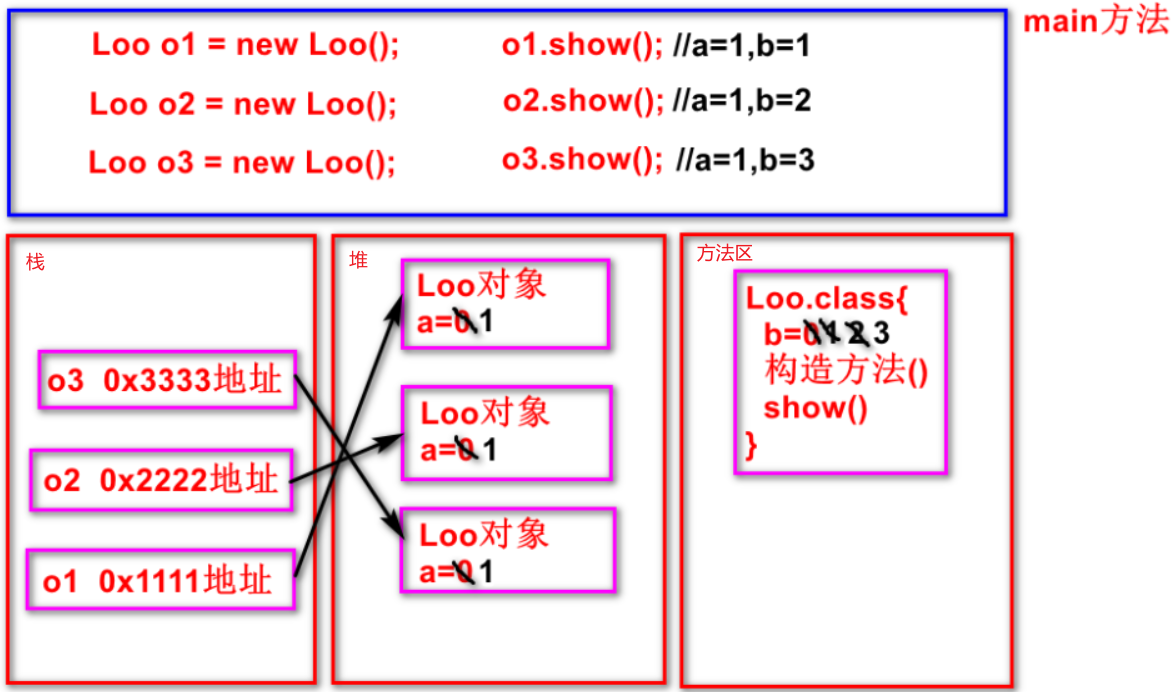 main方法
Loo o1 = new Loo(); o1.show(); //a=1,b=1
Loo o2 = new Loo(); o2.show(); //a=1,b=2
Loo o3 = new Loo(); o3.show(); //a=1,b=3
栈
o3 0x3333地址
o2 0x2222地址
o1 0x1111地址
堆
Loo对象
a=0 1
Loo对象
a=0 1
Loo对象
a=0 1
方法区
Loo.class{
b=0 1 2 3
构造方法()
show()
}